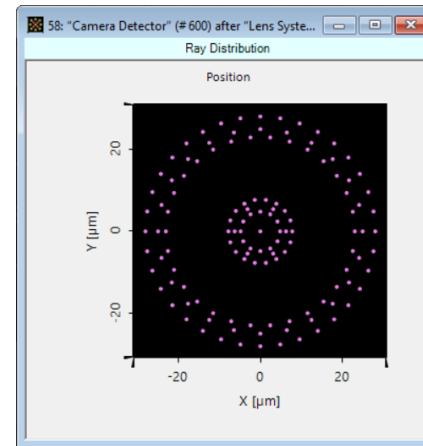 58: "Camera Detector" (# 600) after "Lens Syste...
Ray Distribution
Position
Y [µm]
20
0
-20
-20
0
20
X [µm]